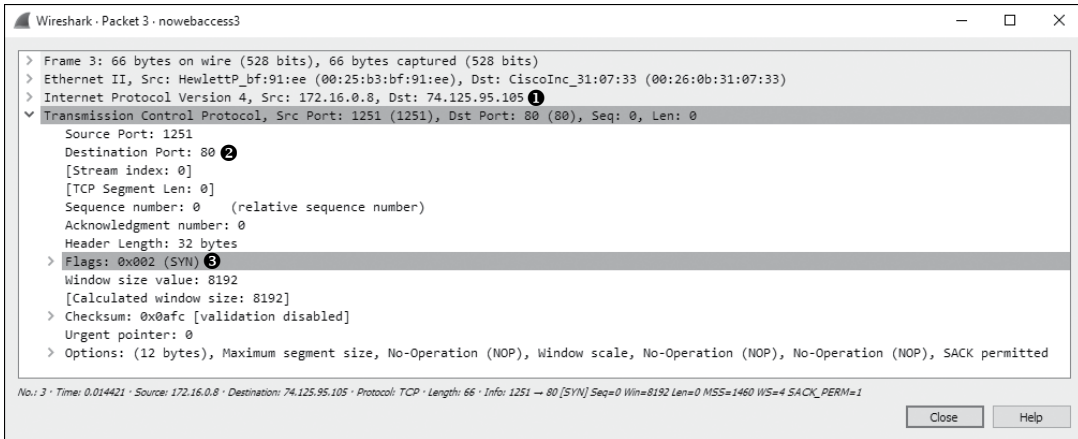 Wireshark · Packet 3 · nowebaccess3
> Frame 3: 66 bytes on wire (528 bits), 66 bytes captured (528 bits)
> Ethernet II, Src: HewlettP_bf:91:ee (00:25:b3:bf:91:ee), Dst: CiscoInc_31:07:33 (00:26:0b:31:07:33)
> Internet Protocol Version 4, Src: 172.16.0.8, Dst: 74.125.95.105 ❶
Transmission Control Protocol, Src Port: 1251 (1251), Dst Port: 80 (80), Seq: 0, Len: 0
Source Port: 1251
Destination Port: 80 ❷
[Stream index: 0]
[TCP Segment Len: 0]
Sequence number: 0 (relative sequence number)
Acknowledgment number: 0
Header Length: 32 bytes
> Flags: 0x002 (SYN) ❸
Window size value: 8192
[Calculated window size: 8192]
> Checksum: 0x0afc [validation disabled]
Urgent pointer: 0
> Options: (12 bytes), Maximum segment size, No-Operation (NOP), Window scale, No-Operation (NOP), No-Operation (NOP), SACK permitted
No.: 3 · Time: 0.014421 · Source: 172.16.0.8 · Destination: 74.125.95.105 · Protocol: TCP · Length: 66 · Info: 1251 → 80 [SYN] Seq=0 Win=8192 Len=0 MSS=1460 WS=4 SACK_PERM=1
Close Help